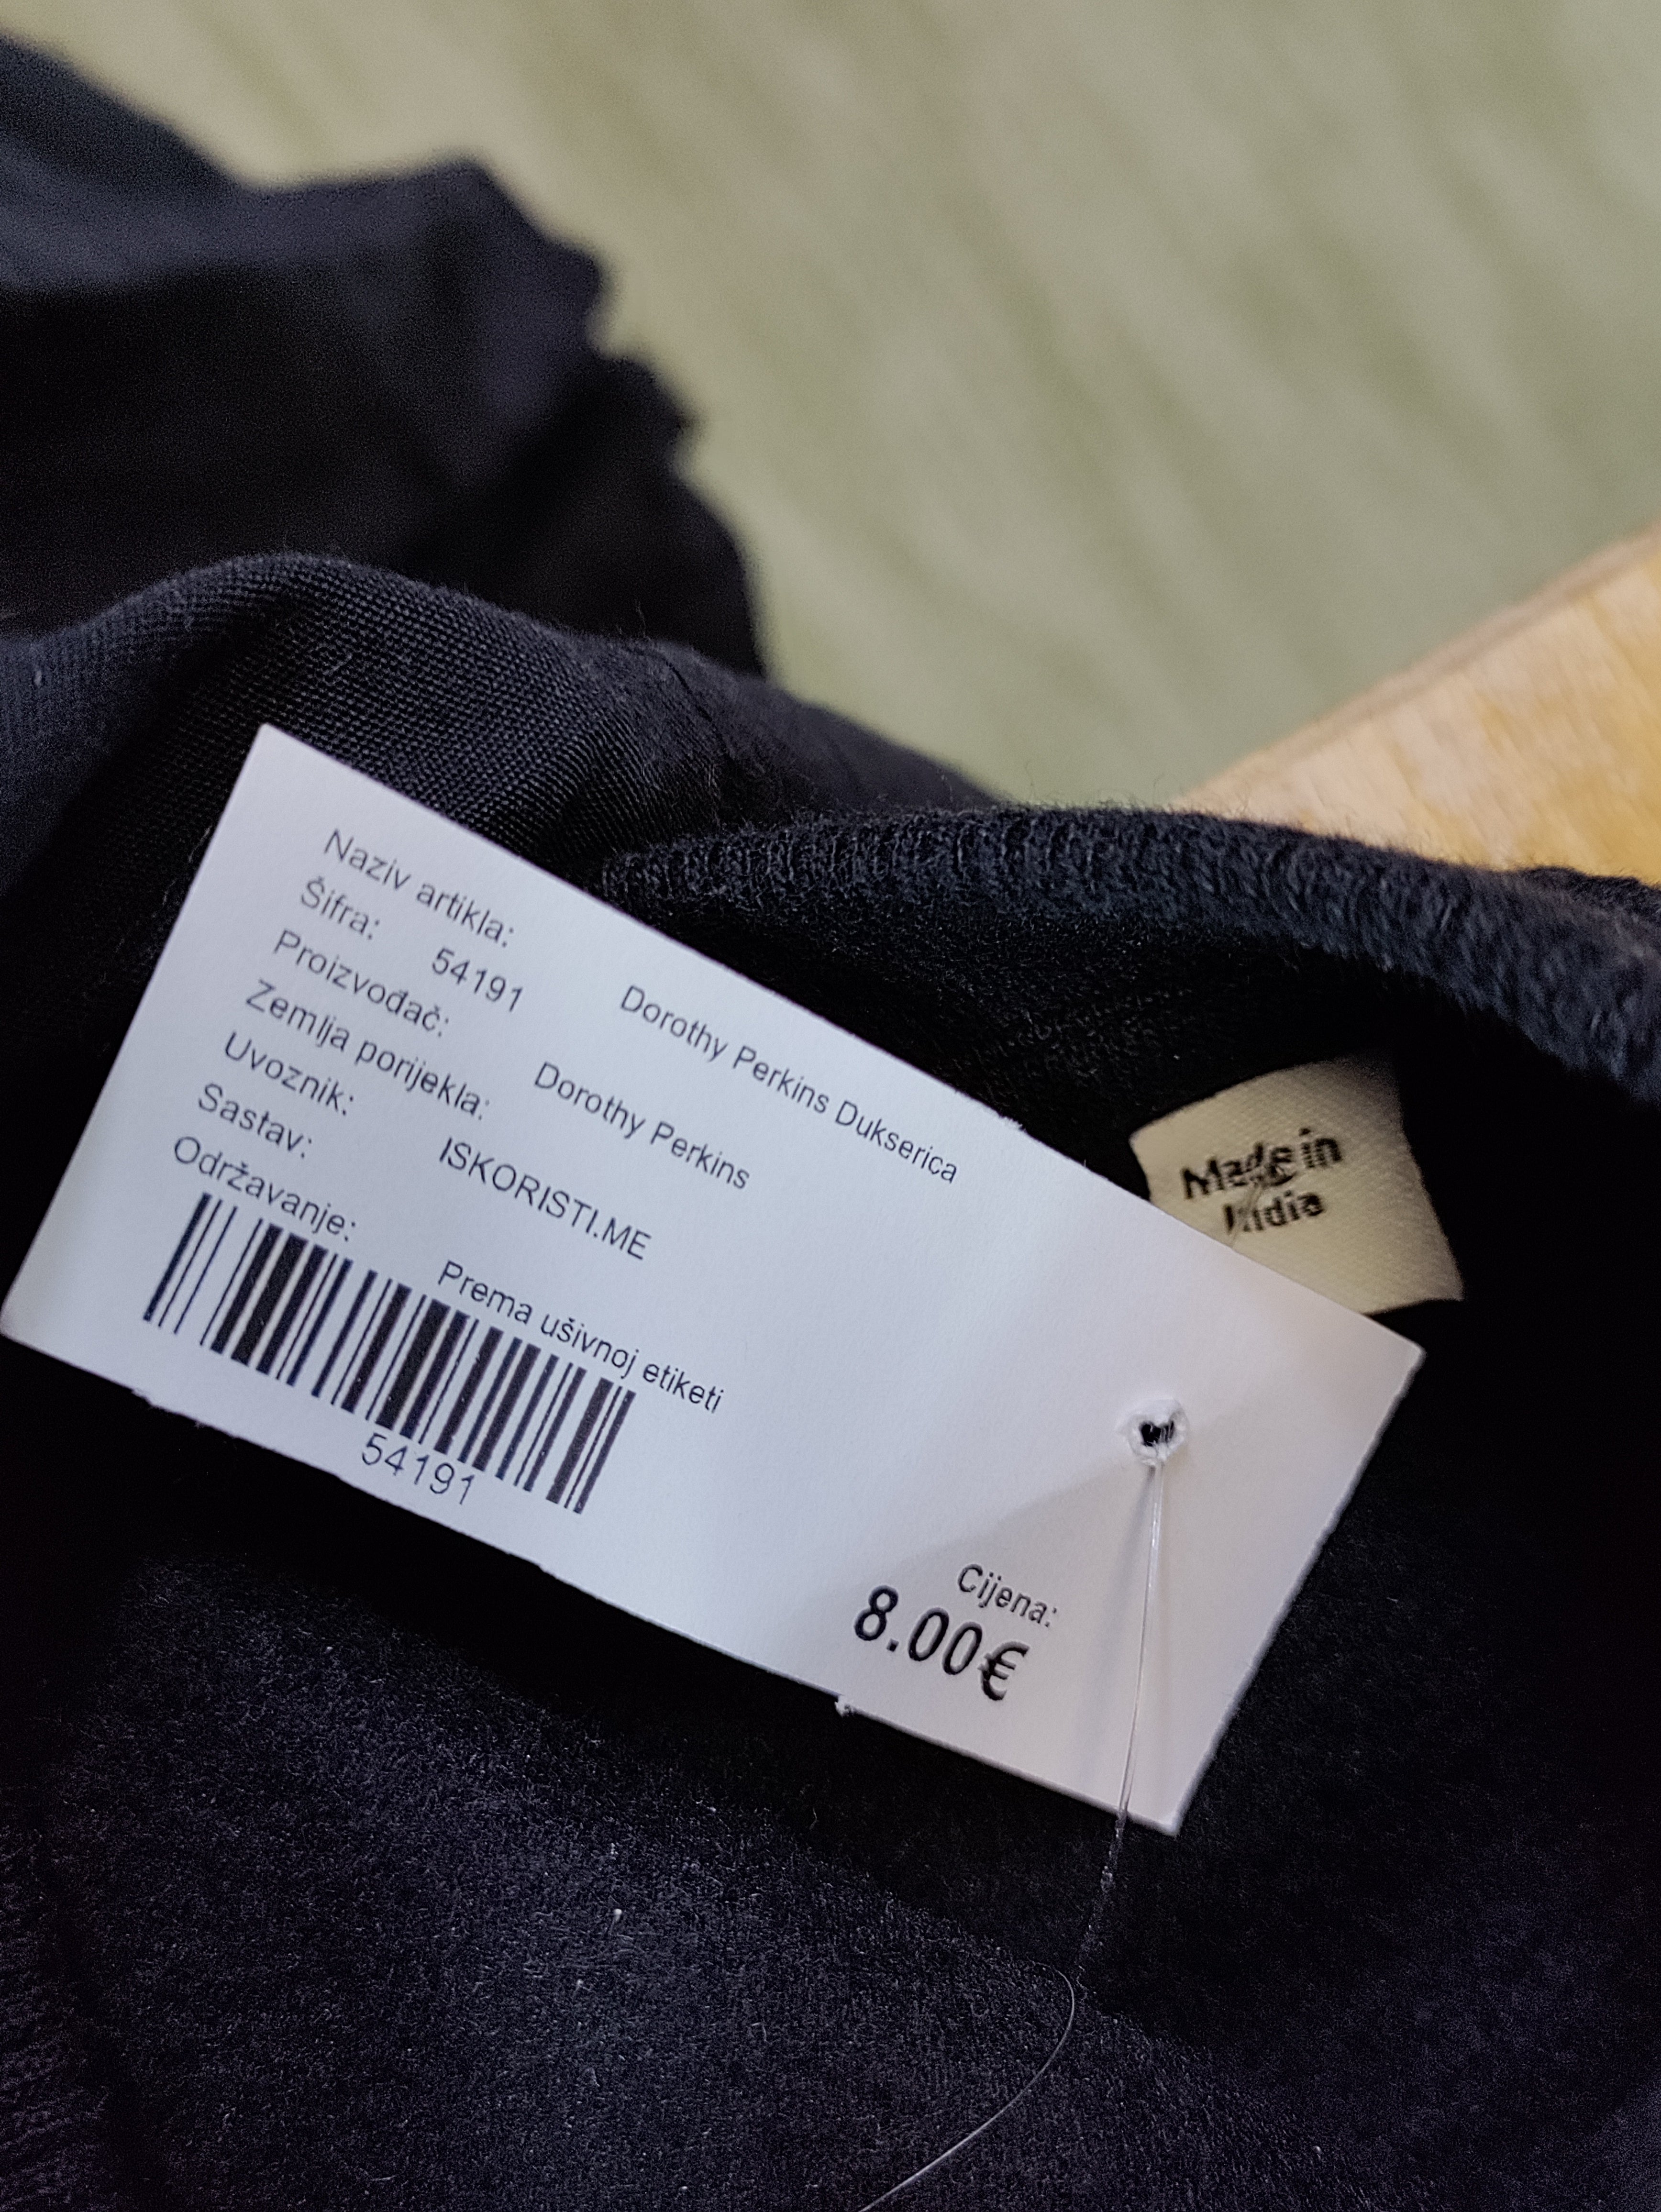 Naziv artikla: Dorothy Perkins Dukserica
Šifra: 54191
Proizvođač: Dorothy Perkins
Zemlja porijekla:
Uvoznik: ISKORISTI.ME
Sastav:
Održavanje: Prema ušivnoj etiketi
54191
Cijena:
8.00€
Made in
India